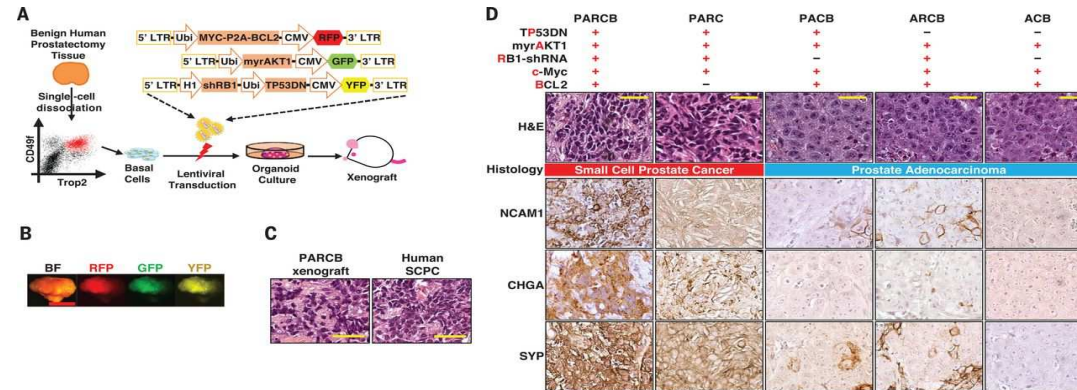 A
Benign Human
Prostatectomy
Tissue
Single-cell
dissociation
CD49f
Trop2
5' LTR Ubi MYC-P2A-BCL2 CMV RFP 3' LTR
5' LTR Ubi myrAKT1 CMV GFP 3' LTR
5' LTR H1 shRB1 Ubi TP53DN CMV YFP 3' LTR
Basal
Cells
Lentiviral
Transduction
Organoid
Culture
Xenograft
B
BF RFP GFP YFP
C
PARCB
xenograft
Human
SCPC
D
PARCB PARC PACB ARCB ACB
TP53DN + + + – –
myrAKT1 + + + + +
RB1-shRNA + + – + –
c-Myc + + + + +
BCL2 + – + + +
H&E
Histology Small Cell Prostate Cancer Prostate Adenocarcinoma
NCAM1
CHGA
SYP